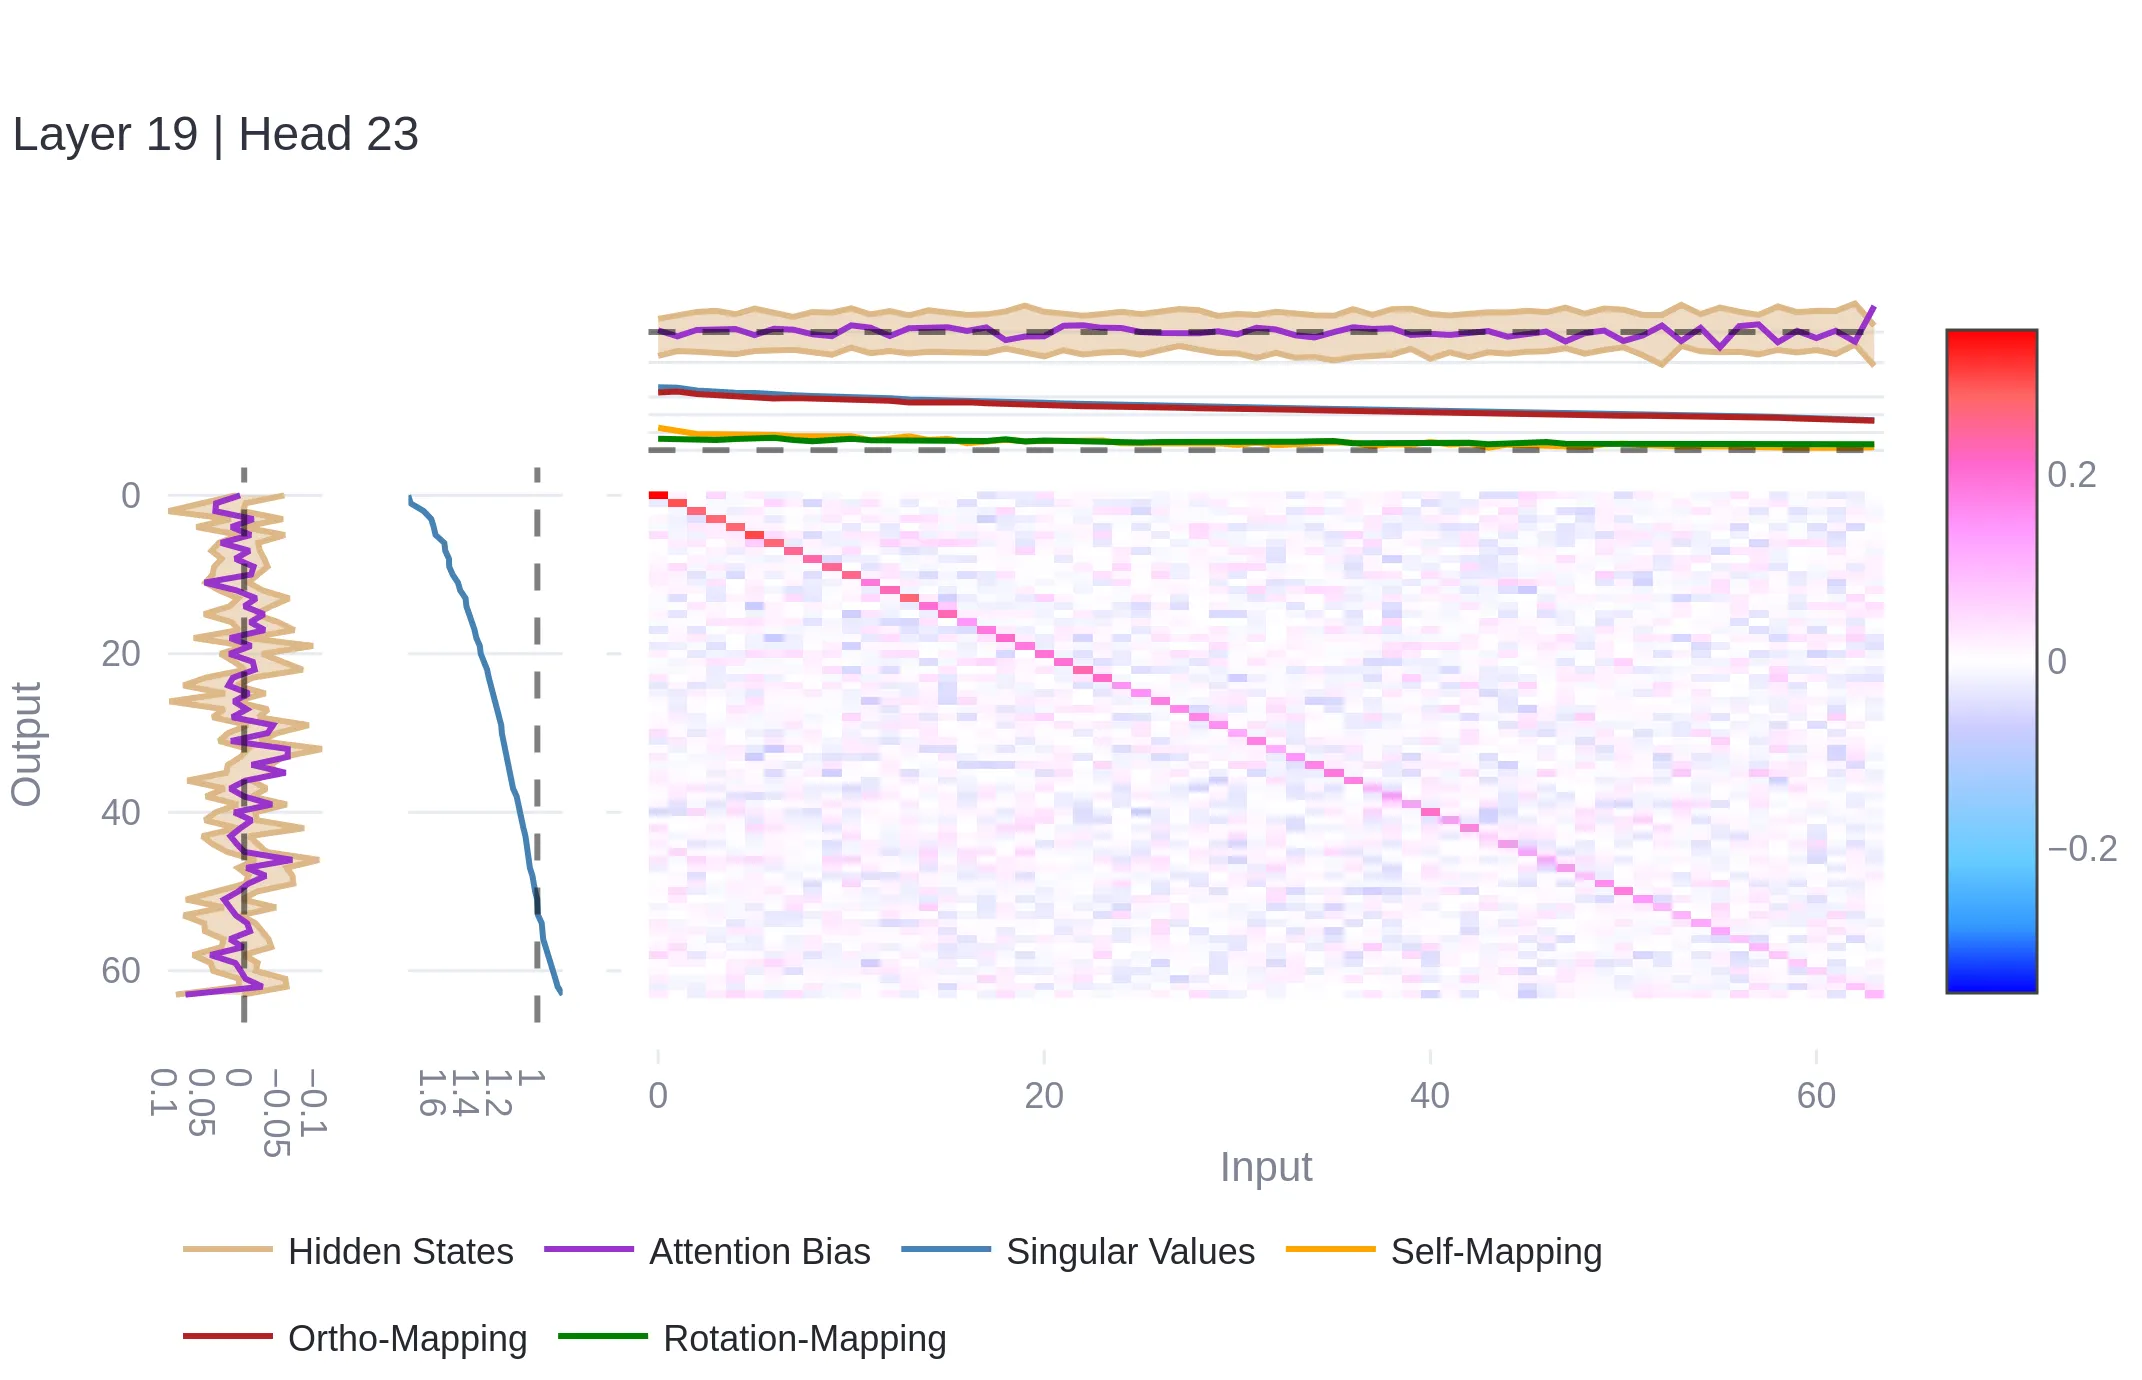 Layer 19 | Head 23
0
20
40
60
Output
0.1
0.05
0
−0.05
−0.1
1.6
1.4
1.2
1
0
20
40
60
Input
0.2
0
−0.2
Hidden States
Attention Bias
Singular Values
Self-Mapping
Ortho-Mapping
Rotation-Mapping